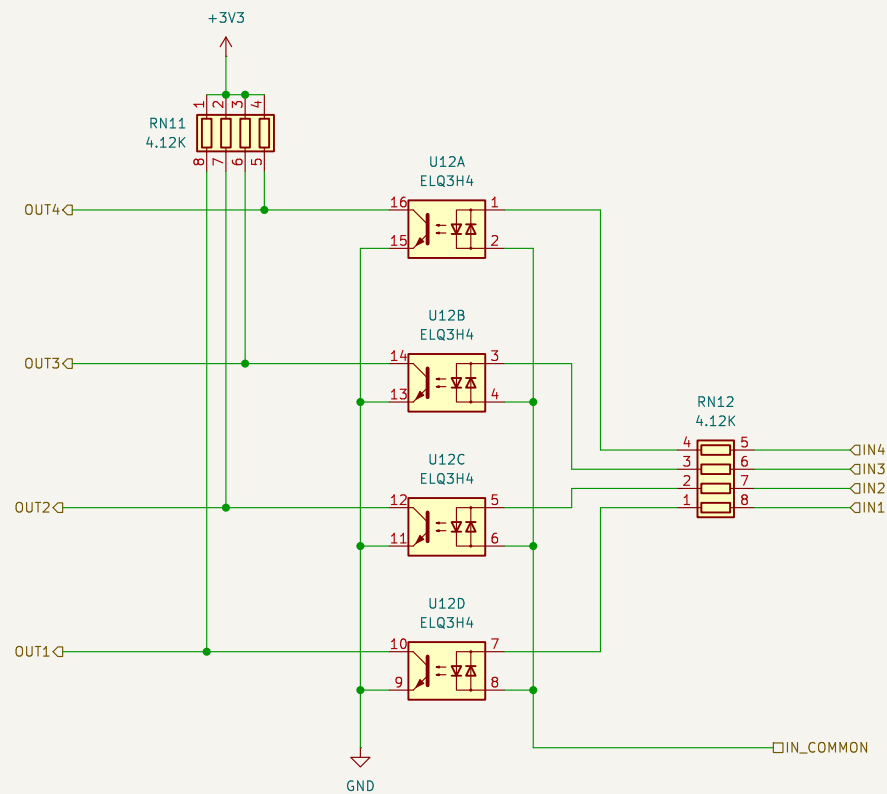 +3V3
1 2 3 4
RN11
4.12K
8 7 6 5
U12A
ELQ3H4
OUT4 16 1
15 2
U12B
ELQ3H4
OUT3 14 3
13 4
RN12
4.12K
4 5 IN4
3 6 IN3
2 7 IN2
1 8 IN1
U12C
ELQ3H4
OUT2 12 5
11 6
U12D
ELQ3H4
OUT1 10 7
9 8
IN_COMMON
GND